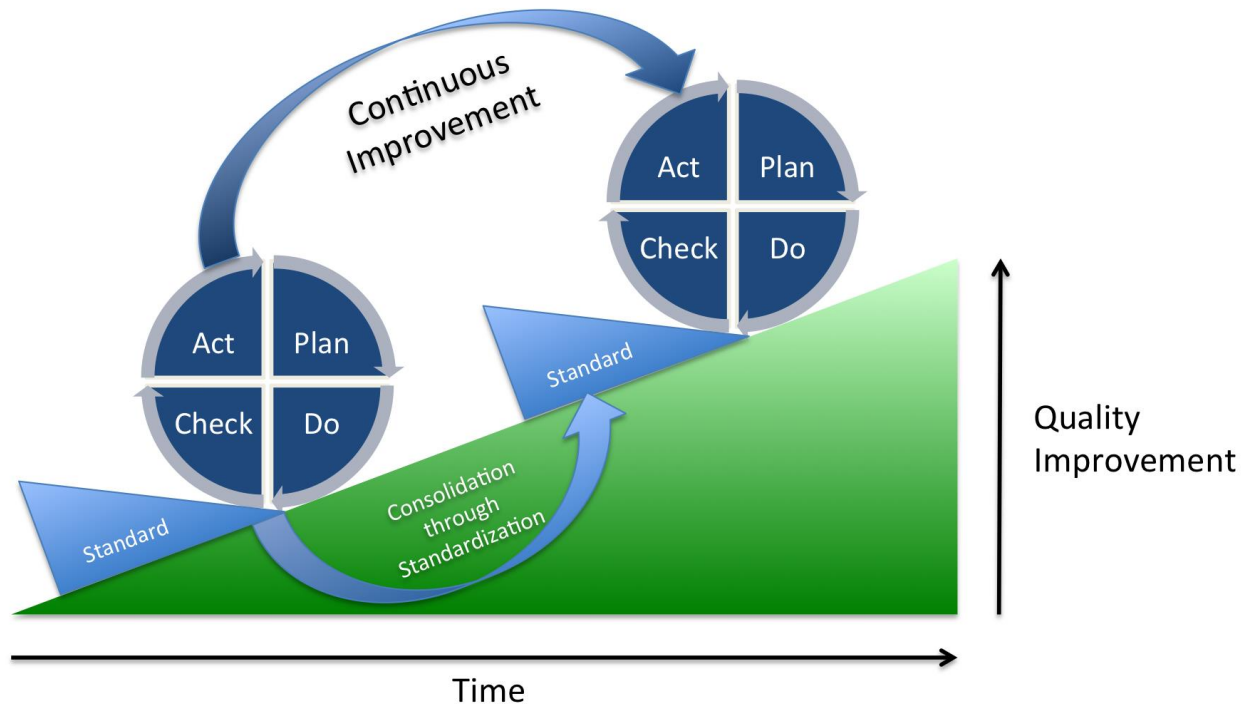 Continuous
Improvement
Act
Plan
Check
Do
Act
Plan
Check
Do
Standard
Standard
Consolidation
through
Standardization
Quality
Improvement
Time